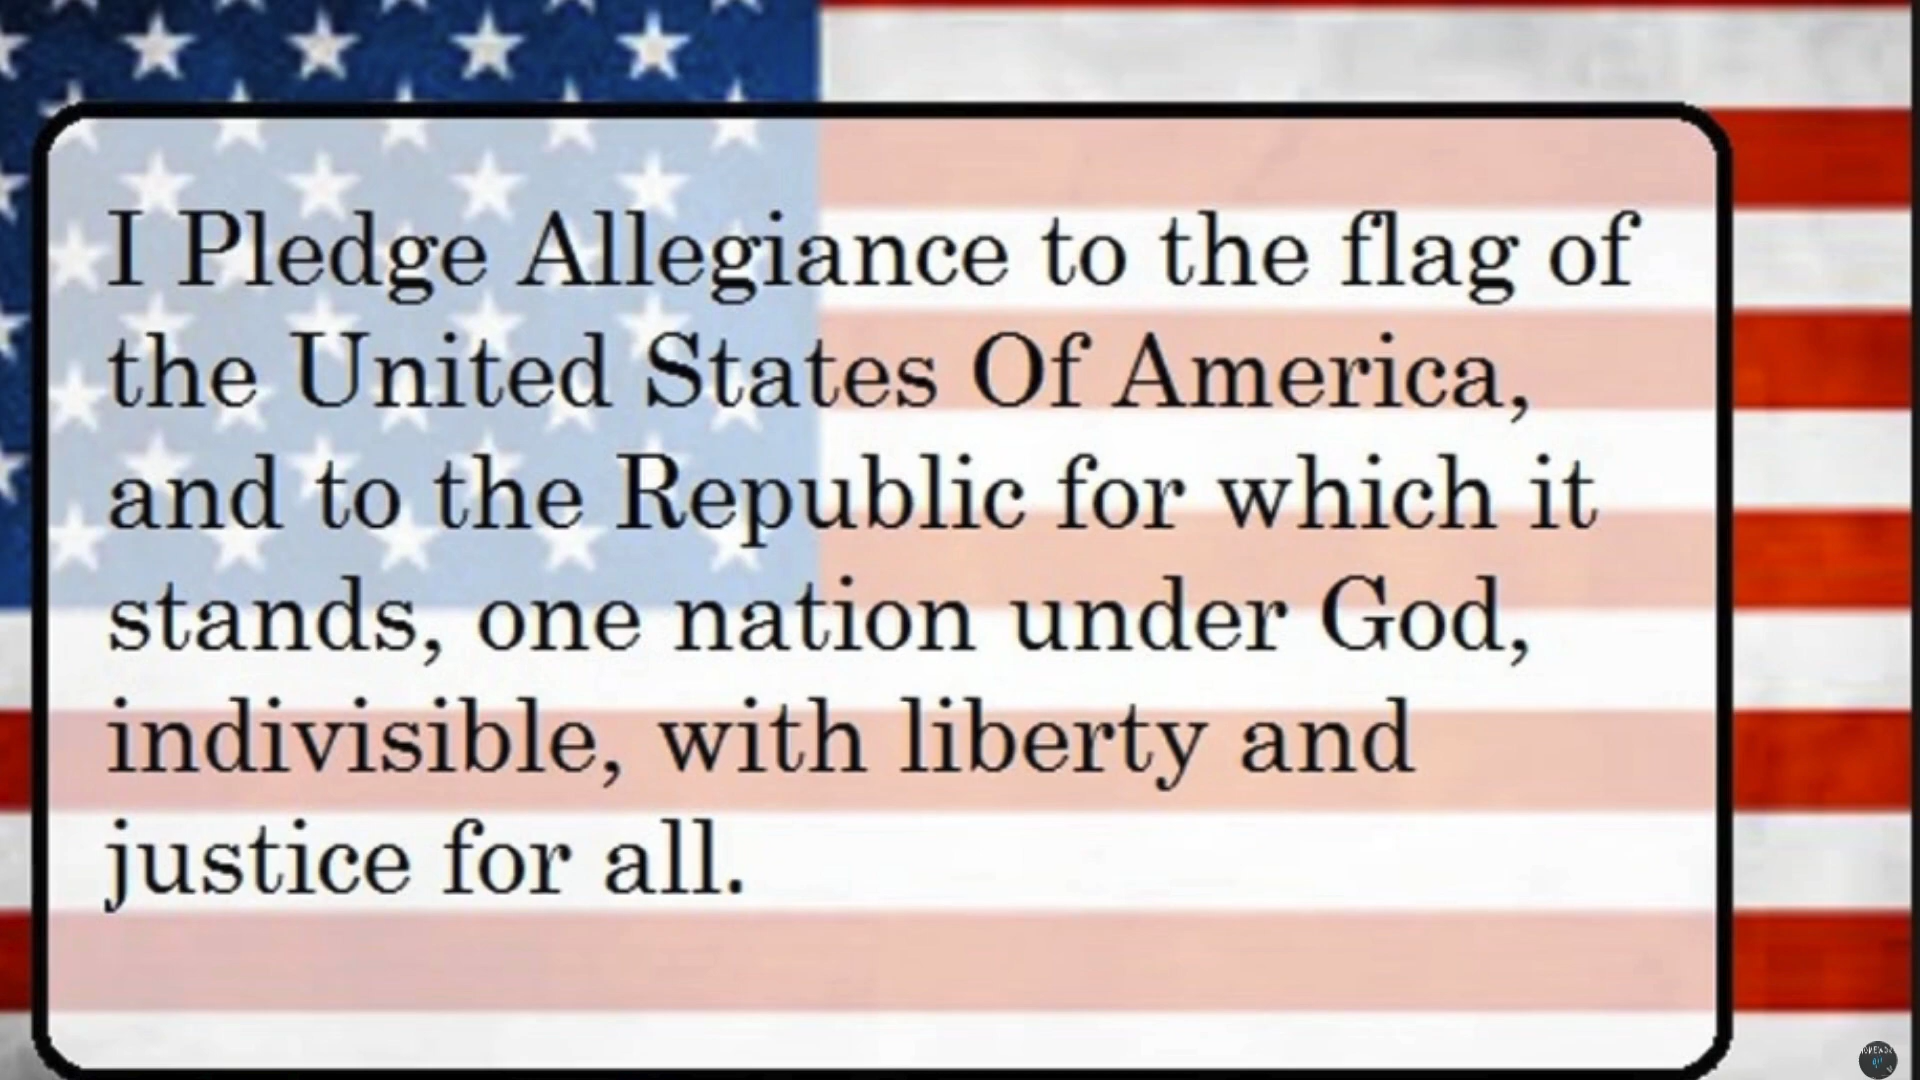 I Pledge Allegiance to the flag of
the United States Of America,
and to the Republic for which it
stands, one nation under God,
indivisible, with liberty and
justice for all.